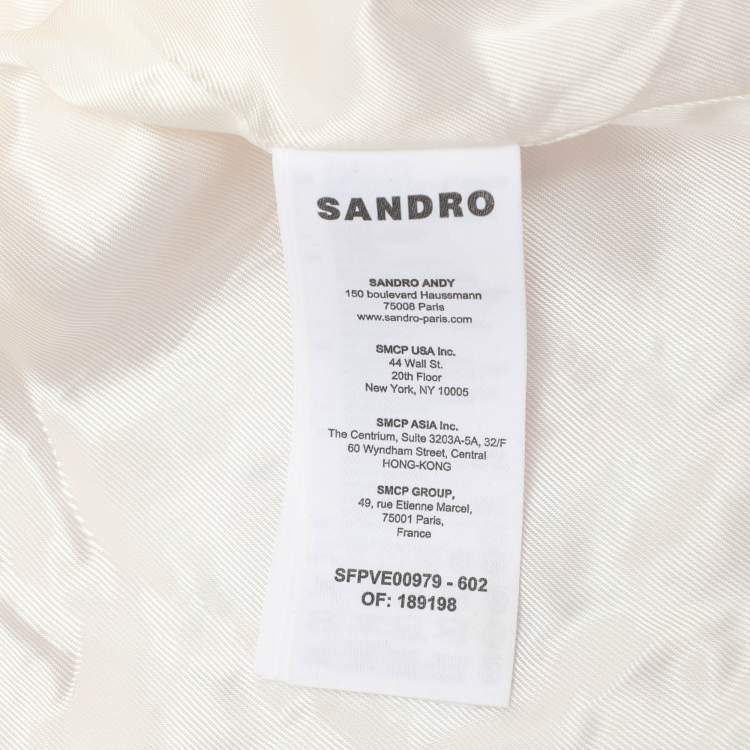 SANDRO
SANDRO ANDY
150 boulevard Haussmann
75008 Paris
www.sandro-paris.com
SMCP USA Inc.
44 Wall St.
20th Floor
New York, NY 10005
SMCP ASiA Inc.
The Centrium, Suite 3203A-5A, 32/F
60 Wyndham Street, Central
HONG-KONG
SMCP GROUP,
49, rue Etienne Marcel,
75001 Paris,
France
SFPVE00979 - 602
OF: 189198